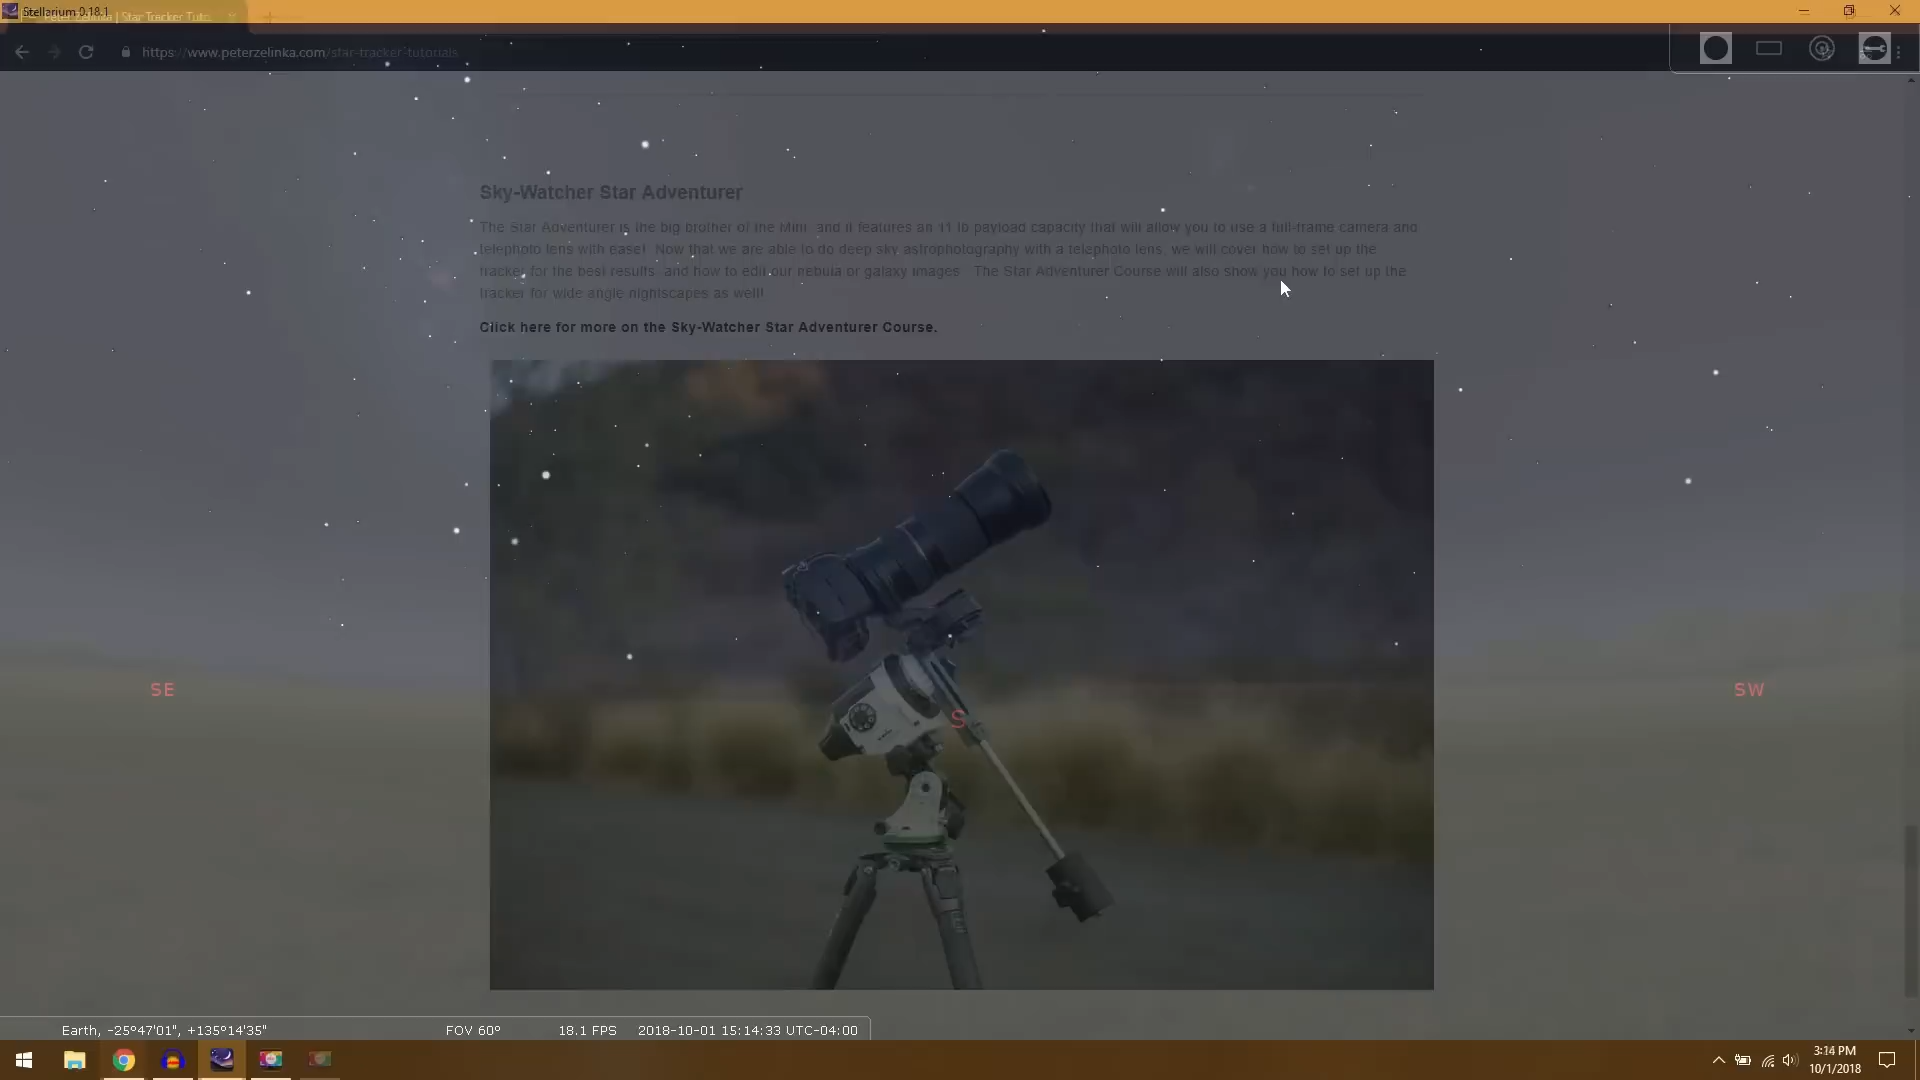 Stellarium 0.18.1
Peter Zelinka | Star Tracker Tuto
https://www.peterzelinka.com/star-tracker-tutorials
Sky-Watcher Star Adventurer
The Star Adventurer is the big brother of the Mini, and it features an 11 lb payload capacity that will allow you to use a full-frame camera and
telephoto lens with ease! Now that we are able to do deep sky astrophotography with a telephoto lens, we will cover how to set up the
tracker for the best results, and how to edit our nebula or galaxy images. The Star Adventurer Course will also show you how to set up the
tracker for wide angle nightscapes as well!
Click here for more on the Sky-Watcher Star Adventurer Course.
SE
S
SW
Earth, -25°47'01", +135°14'35"
FOV 60°
18.1 FPS
2018-10-01 15:14:33 UTC-04:00
3:14 PM
10/1/2018